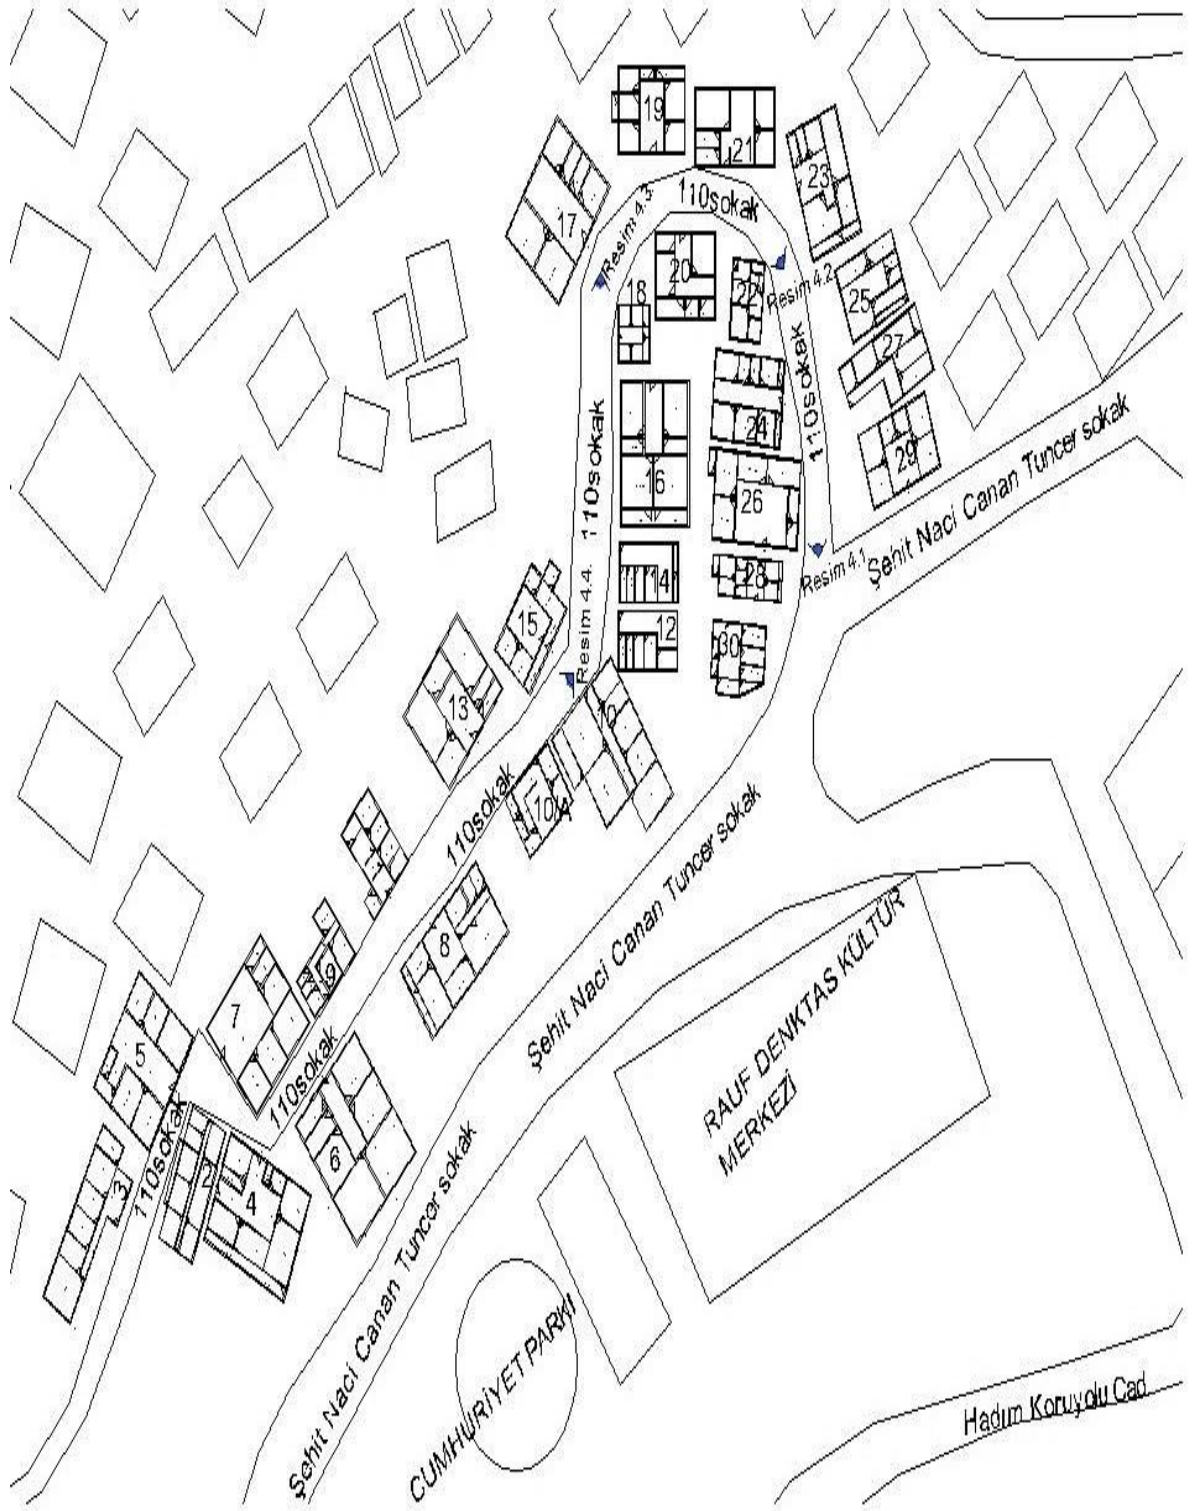 19
21
23
17
110sokak
Resim 4.3.
20
18
22
Resim 4.2.
25
27
110sokak
24
29
110sokak
16
26
Şehit Naci Canan Tuncer sokak
14
28
Resim 4.1.
15
Resim 4.4.
12
30
13
10
10/A
110sokak
Şehit Naci Canan Tuncer sokak
8
9
7
RAUF DENKTAS KÜLTÜR
MERKEZİ
5
110sokak
6
3
110sokak
2
4
Şehit Naci Canan Tuncer sokak
CUMHURİYET PARKI
Hadım Koruyolu Cad